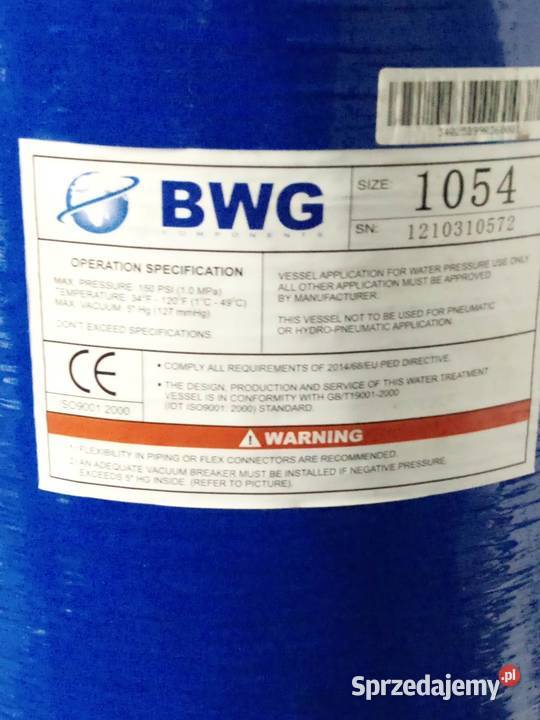 BWG
COMPONENTS
SIZE: 1054
SN: 1210310572
OPERATION SPECIFICATION
MAX. PRESSURE: 150 PSI (1.0 MPa)
TEMPERATURE: 34°F - 120°F (1°C - 49°C)
MAX. VACUUM: 5" Hg (127 mmHg)
DON'T EXCEED SPECIFICATIONS.
VESSEL APPLICATION FOR WATER PRESSURE USE ONLY
ALL OTHER APPLICATION MUST BE APPROVED
BY MANUFACTURER.
THIS VESSEL NOT TO BE USED FOR PNEUMATIC
OR HYDRO-PNEUMATIC APPLICATION.
CE
ISO9001:2000
• COMPLY ALL REQUIREMENTS OF 2014/68/EU PED DIRECTIVE.
• THE DESIGN, PRODUCTION AND SERVICE OF THIS WATER TREATMENT
VESSEL IS IN CONFORMITY WITH GB/T19001-2000
(IDT ISO9001: 2000) STANDARD.
WARNING
1. FLEXIBILITY IN PIPING OR FLEX CONNECTORS ARE RECOMMENDED.
2. AN ADEQUATE VACUUM BREAKER MUST BE INSTALLED IF NEGATIVE PRESSURE
EXCEEDS 5" HG INSIDE. (REFER TO PICTURE).
Sprzedajemy.pl